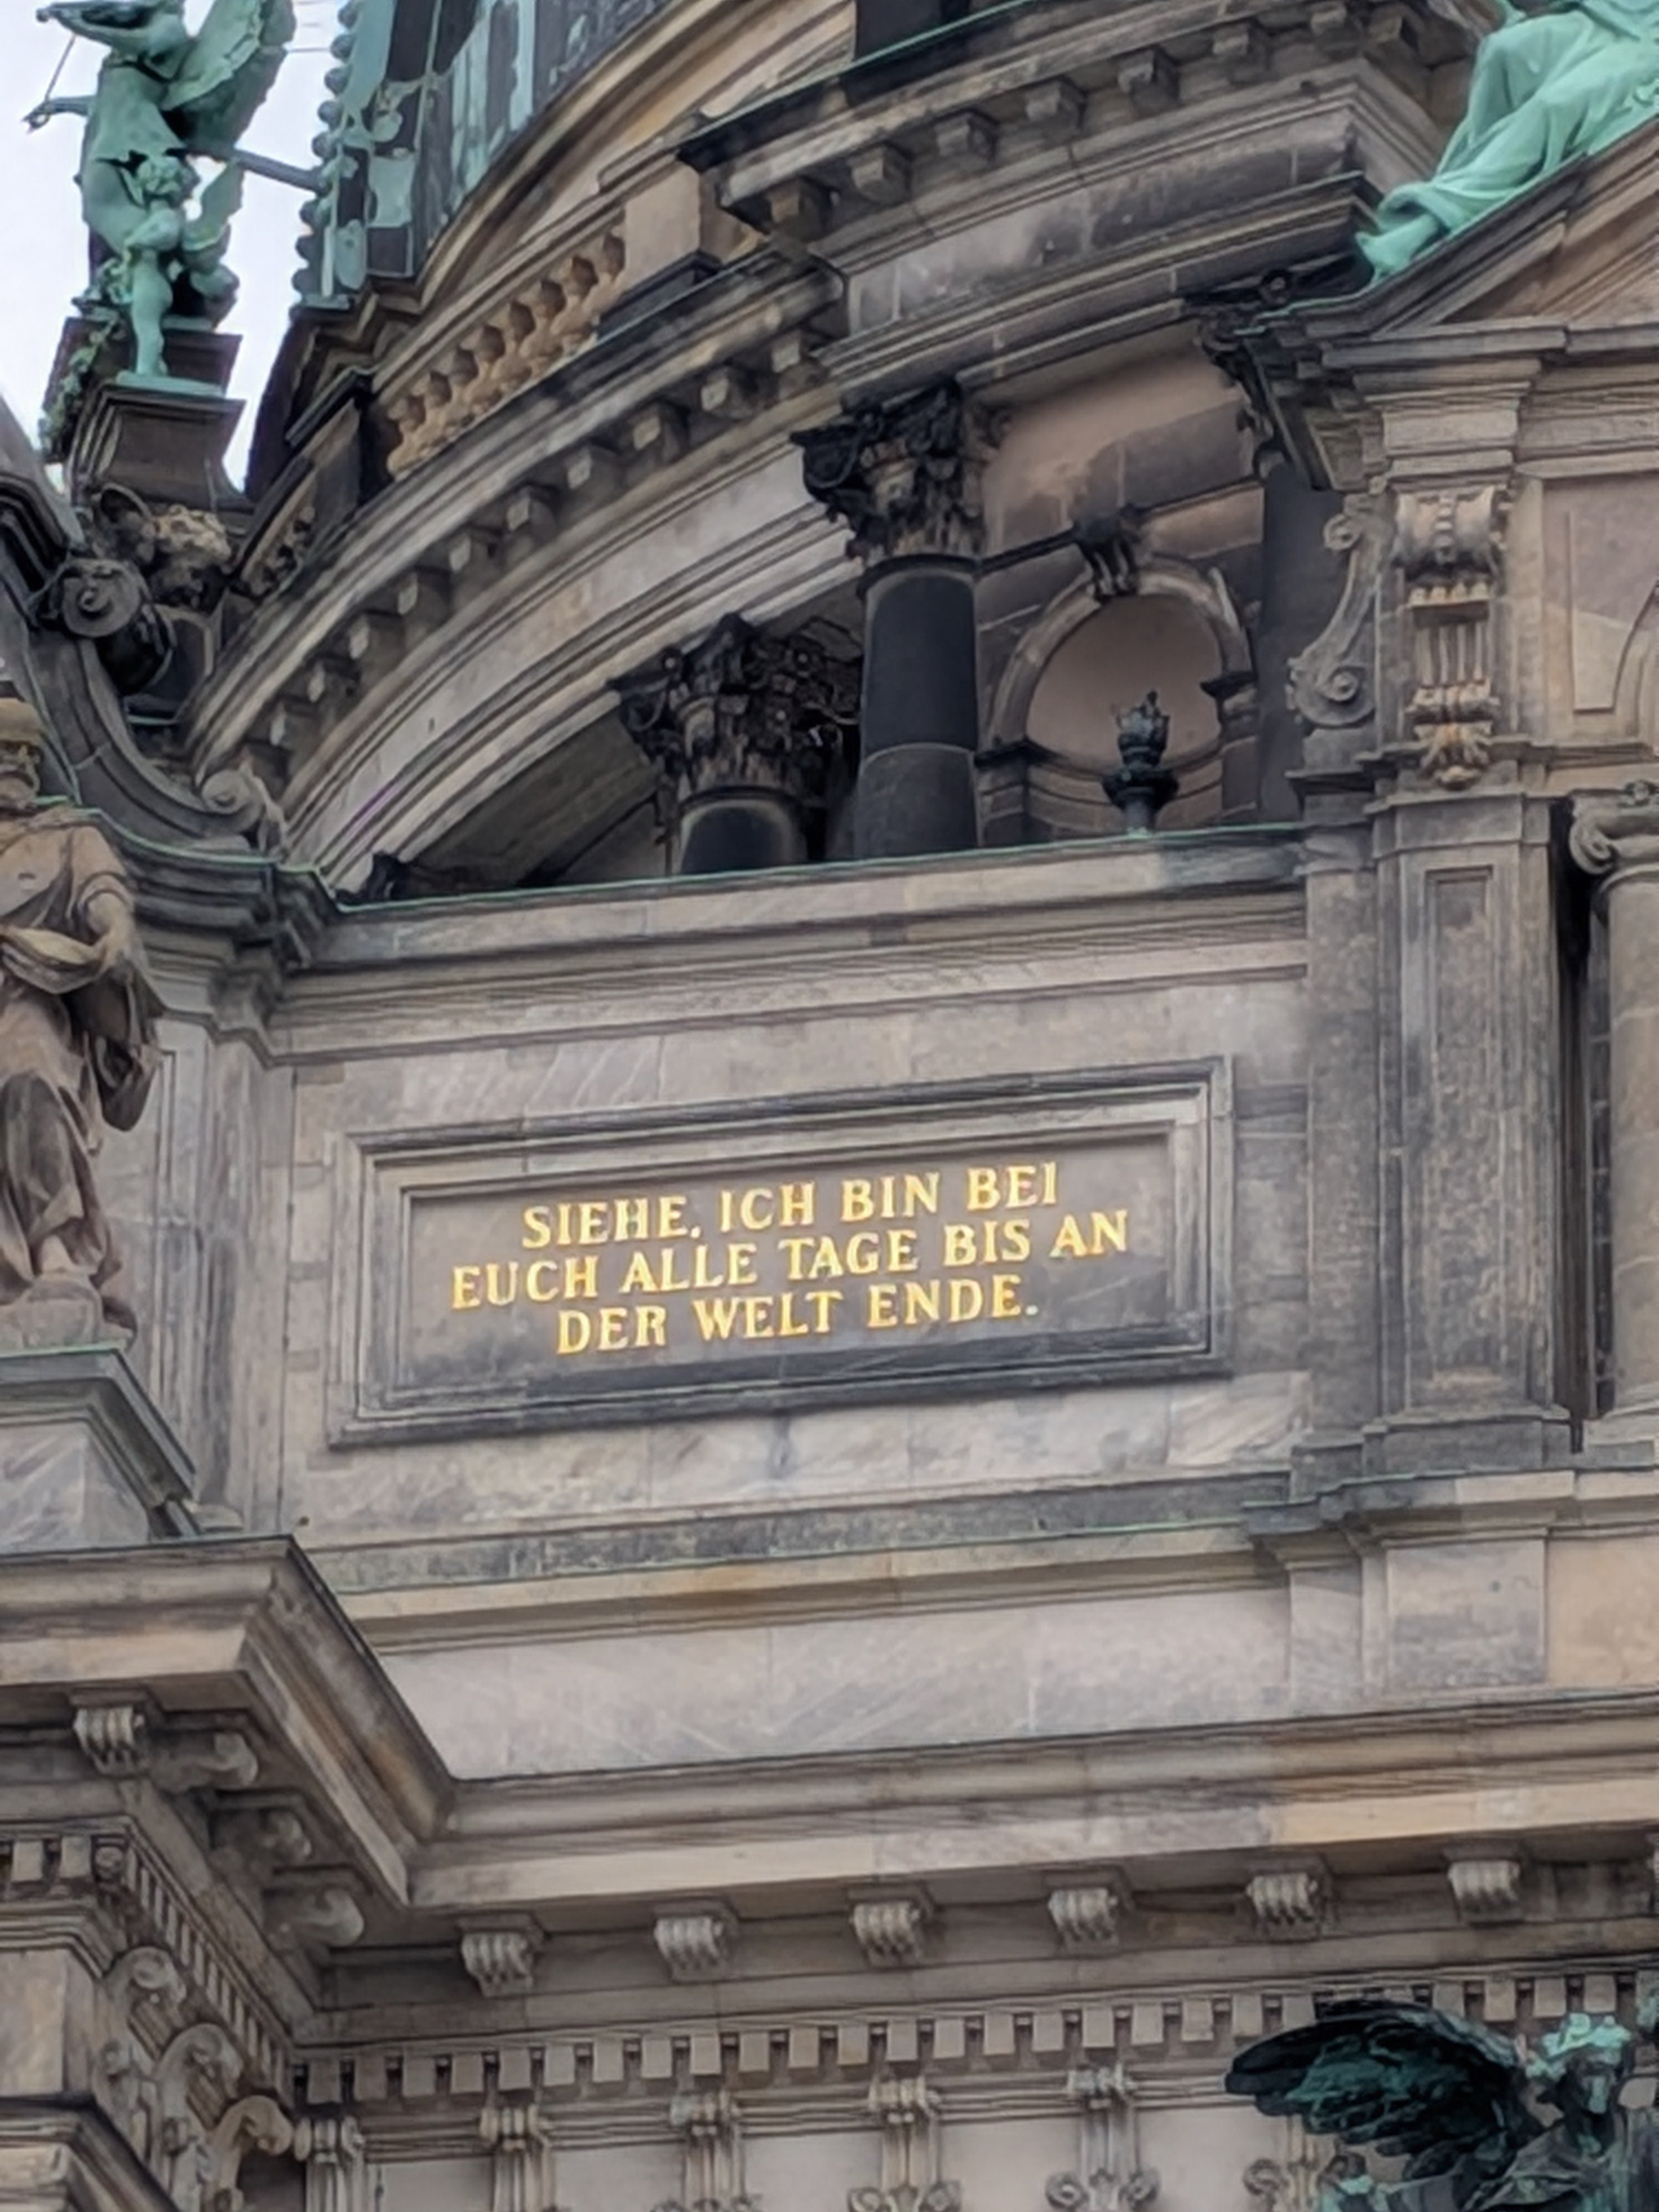 SIEHE, ICH BIN BEI
EUCH ALLE TAGE BIS AN
DER WELT ENDE.